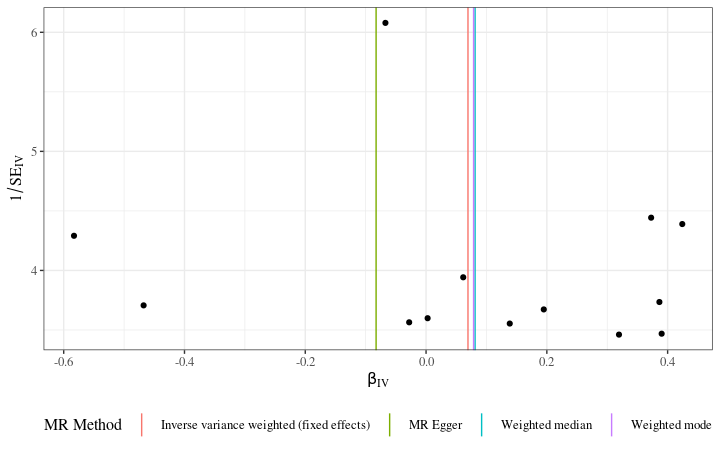 6
5
4
1/SE_IV
-0.6 -0.4 -0.2 0.0 0.2 0.4
β_IV
MR Method Inverse variance weighted (fixed effects) MR Egger Weighted median Weighted mode